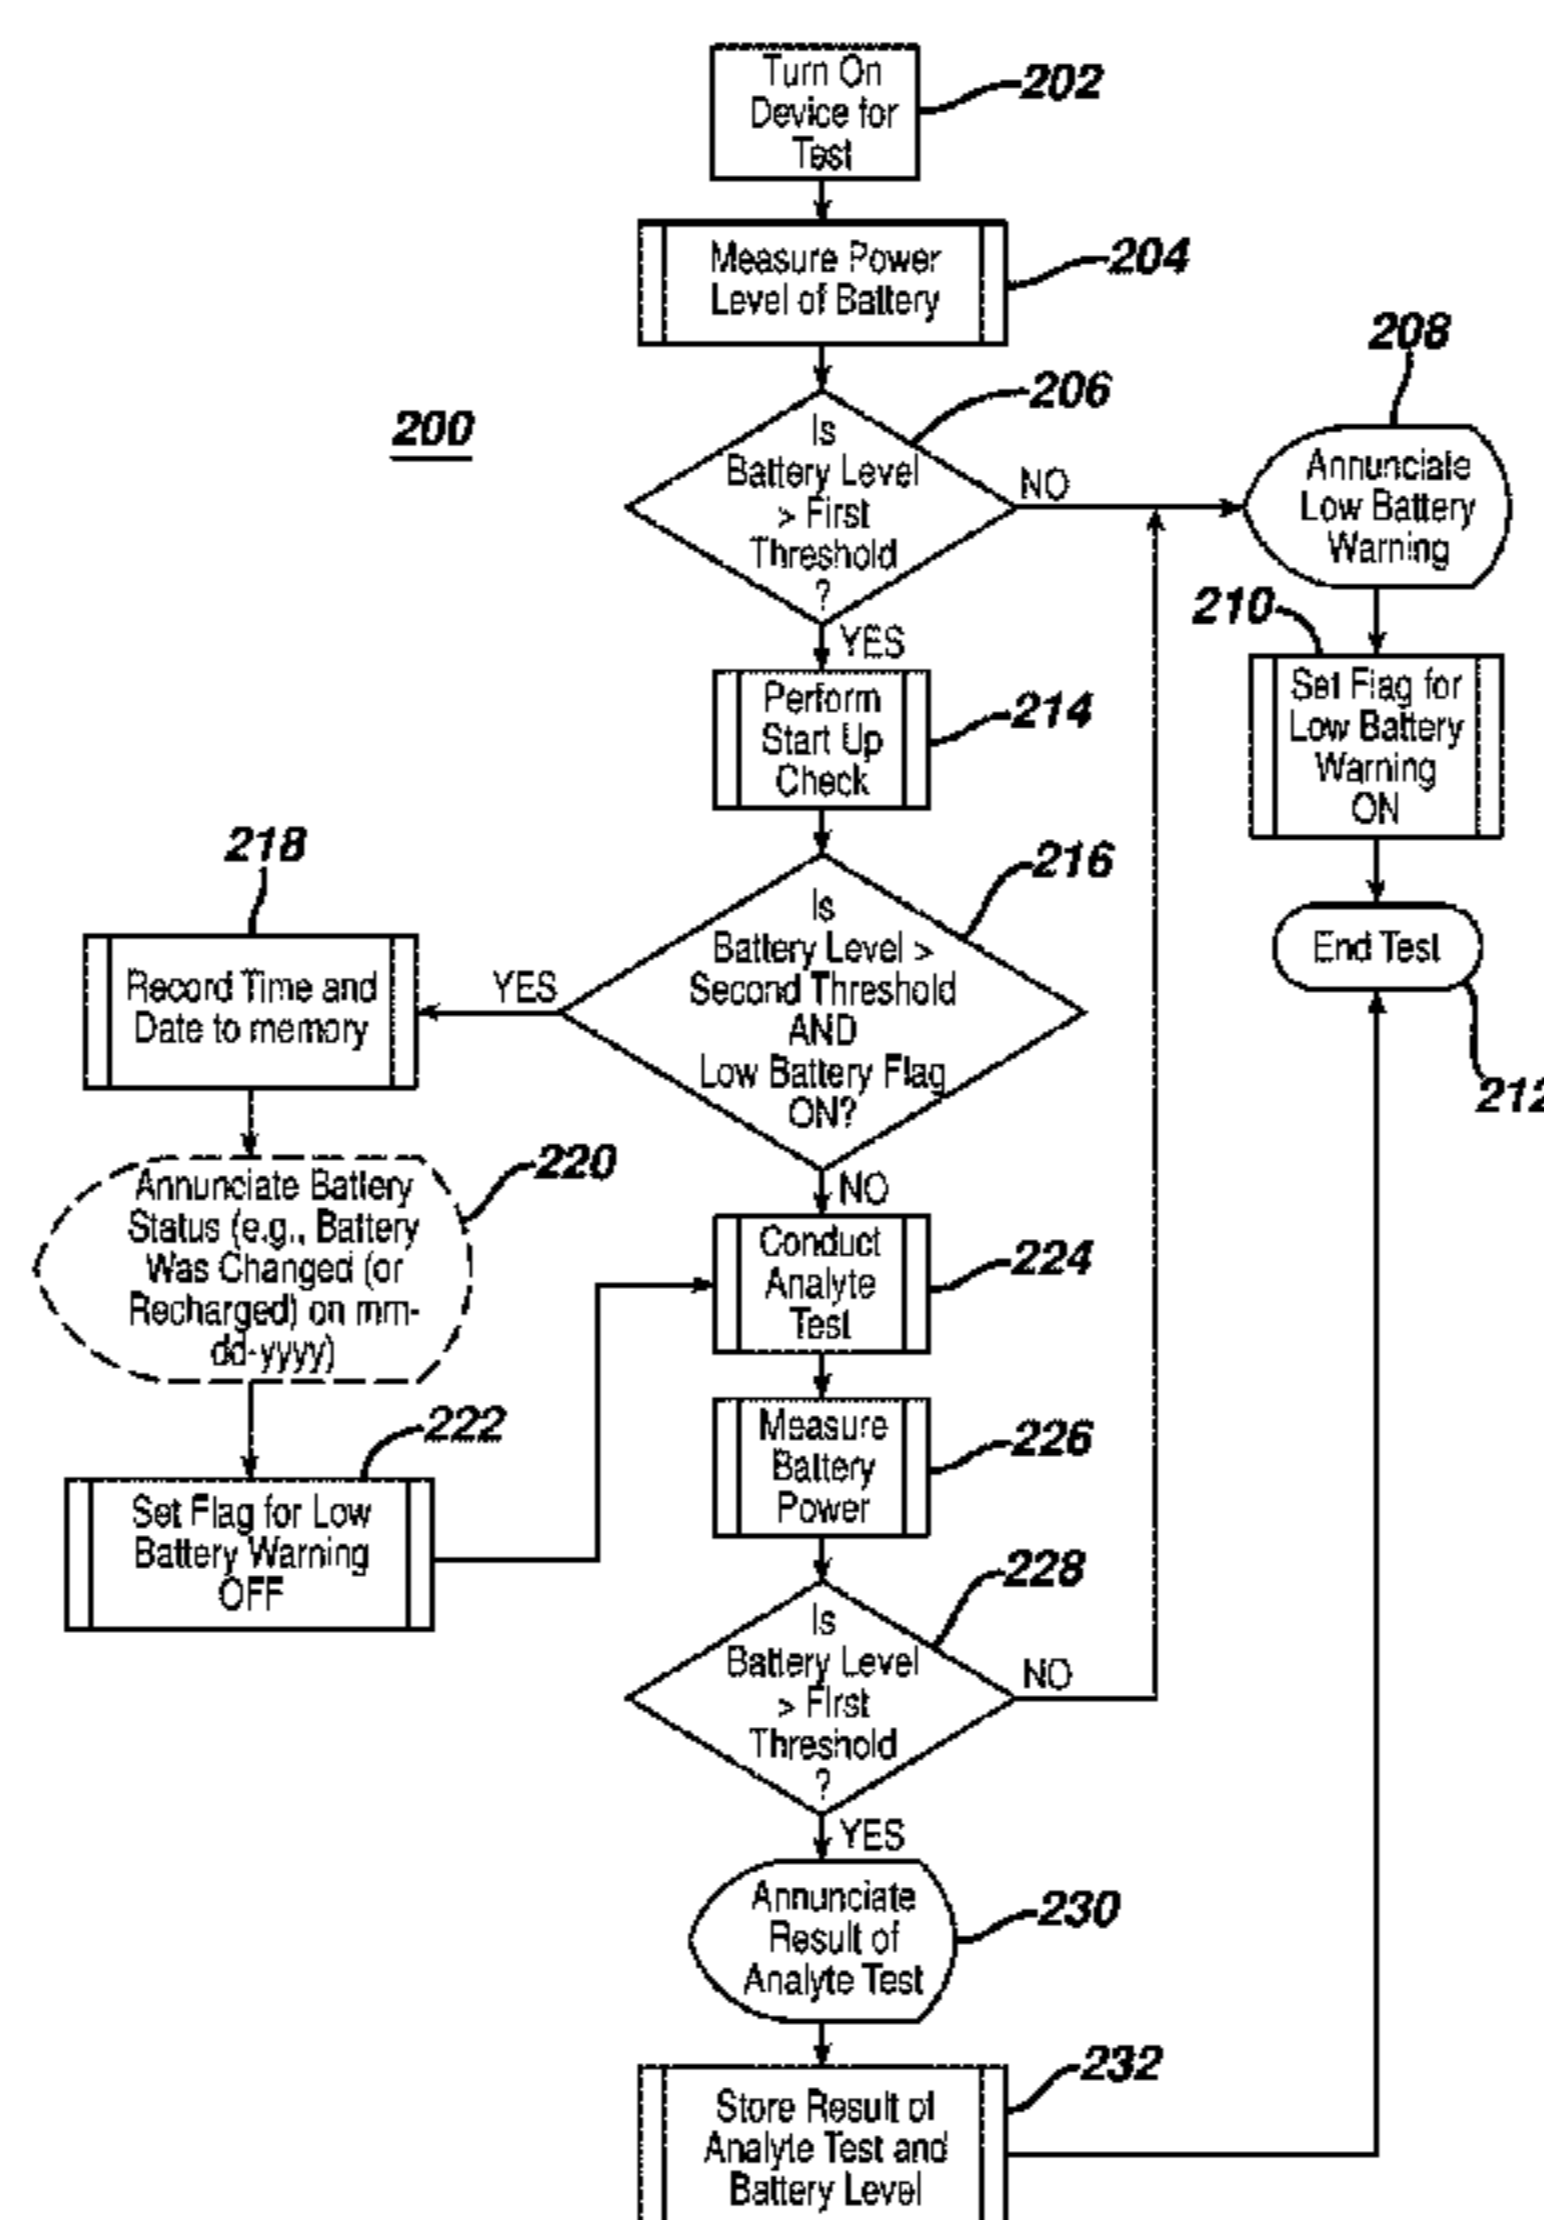 Turn On
Device for
Test
202
Measure Power
Level of Battery
204
200
Is
Battery Level
> First
Threshold
?
206
NO
YES
208
Annunciate
Low Battery
Warning
210
Set Flag for
Low Battery
Warning
ON
End Test
212
Perform
Start Up
Check
214
Is
Battery Level >
Second Threshold
AND
Low Battery Flag
ON?
216
YES
NO
218
Record Time and
Date to memory
Annunciate Battery
Status (e.g., Battery
Was Changed (or
Recharged) on mm-
dd-yyyy)
220
222
Set Flag for Low
Battery Warning
OFF
Conduct
Analyte
Test
224
Measure
Battery
Power
226
Is
Battery Level
> First
Threshold
?
228
NO
YES
Annunciate
Result of
Analyte Test
230
Store Result of
Analyte Test and
Battery Level
232